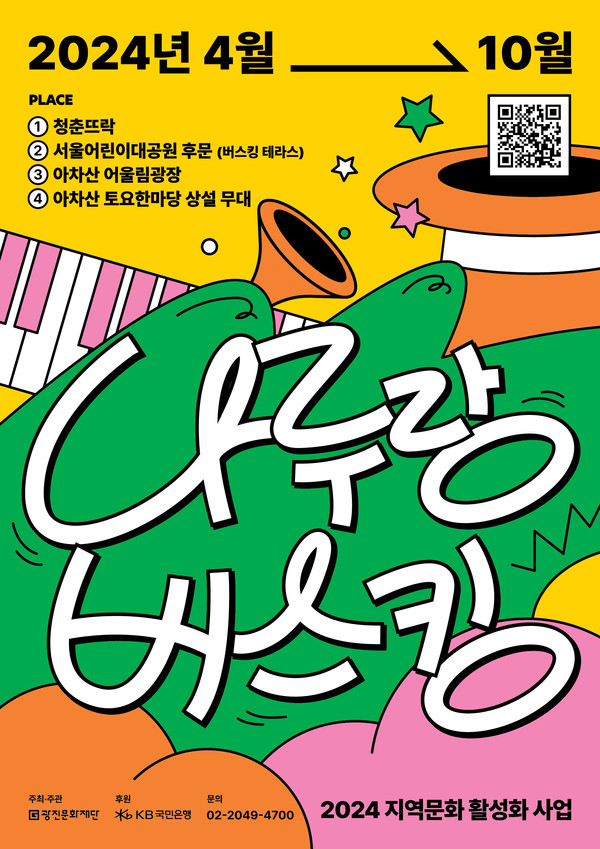 2024년 4월 10월
PLACE
1 청춘뜨락
2 서울어린이대공원 후문 (버스킹 테라스)
3 아차산 어울림광장
4 아차산 토요한마당 상설 무대
나루랑
버스킹
주최·주관
광진문화재단
후원
KB국민은행
문의
02-2049-4700
2024 지역문화 활성화 사업